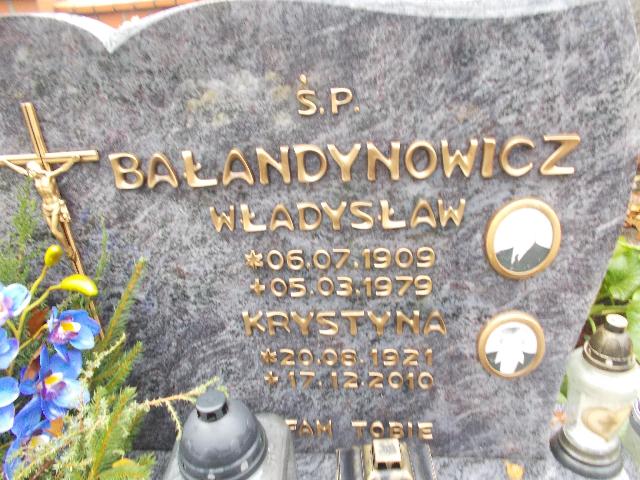 Ś.P.
BAŁANDYNOWICZ
WŁADYSŁAW
*06.07.1909
+05.03.1979
KRYSTYNA
*20.08.1921
+17.12.2010
TOBIE